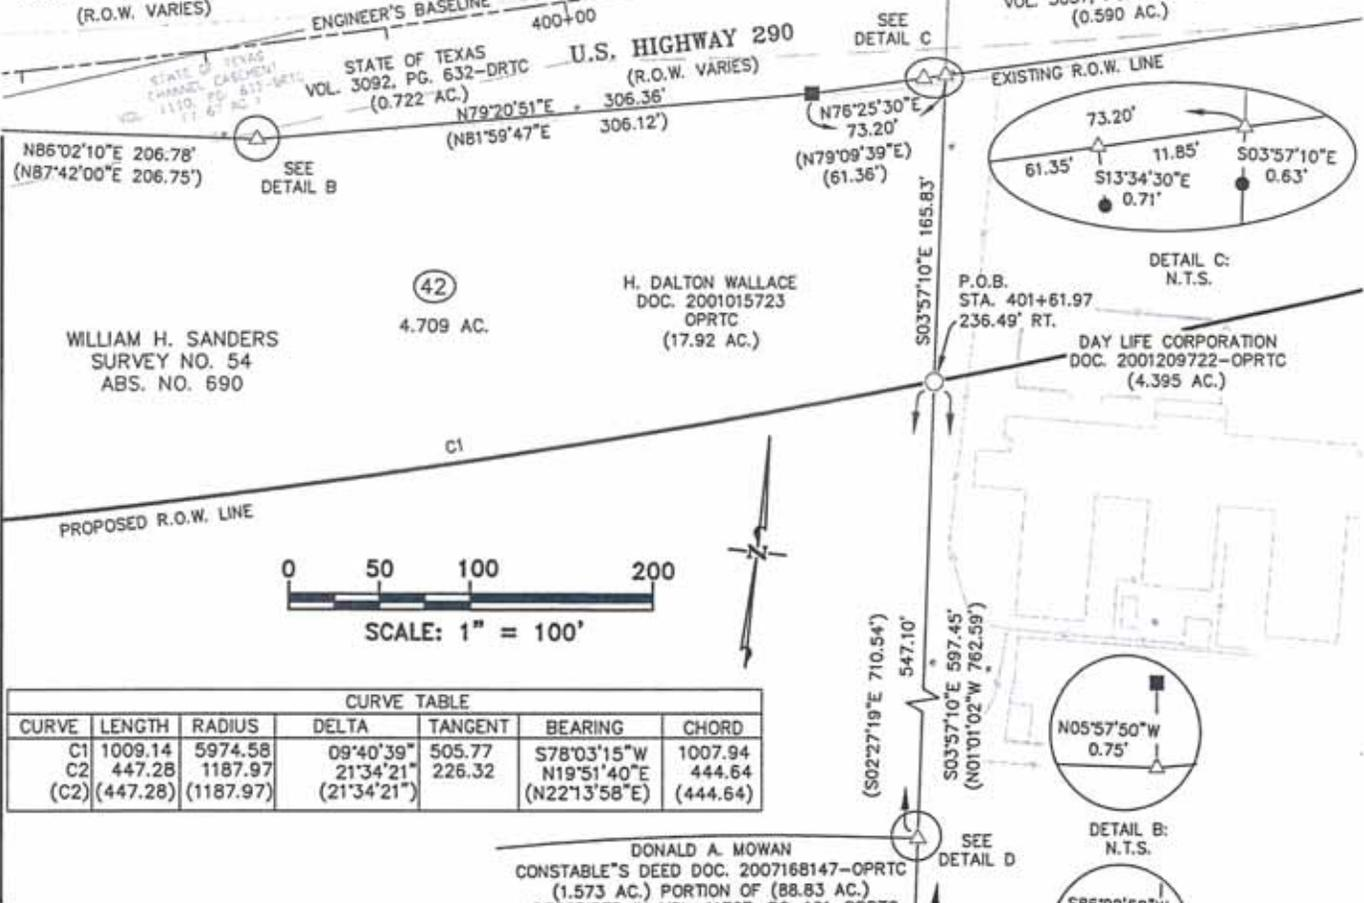 (R.O.W. VARIES)
ENGINEER'S BASELINE
400+00
STATE OF TEXAS
VOL. 3092, PG. 632-DRTC
(0.722 AC.)
U.S. HIGHWAY 290
(R.O.W. VARIES)
SEE
DETAIL C
(0.590 AC.)
EXISTING R.O.W. LINE
STATE OF TEXAS
CHANNEL EASEMENT
N79°20'51"E 306.36'
(N81°59'47"E 306.12')
N76°25'30"E
73.20'
(N79°09'39"E)
(61.36')
N86°02'10"E 206.78'
(N87°42'00"E 206.75')
SEE
DETAIL B
73.20'
61.35'
11.85'
S13°34'30"E
0.71'
S03°57'10"E
0.63'
DETAIL C:
N.T.S.
S03°57'10"E 165.83'
42
4.709 AC.
H. DALTON WALLACE
DOC. 2001015723
OPRTC
(17.92 AC.)
WILLIAM H. SANDERS
SURVEY NO. 54
ABS. NO. 690
P.O.B.
STA. 401+61.97
236.49' RT.
DAY LIFE CORPORATION
DOC. 2001209722-OPRTC
(4.395 AC.)
C1
PROPOSED R.O.W. LINE
N
0 50 100 200
SCALE: 1" = 100'
(S02°27'19"E 710.54')
547.10'
S03°57'10"E 597.45'
(N01°01'02"W 762.59')
CURVE TABLE
CURVE LENGTH RADIUS DELTA TANGENT BEARING CHORD
C1 1009.14 5974.58 09°40'39" 505.77 S78°03'15"W 1007.94
C2 447.28 1187.97 21°34'21" 226.32 N19°51'40"E 444.64
(C2) (447.28) (1187.97) (21°34'21") (N22°13'58"E) (444.64)
N05°57'50"W
0.75'
DETAIL B:
N.T.S.
SEE
DETAIL D
DONALD A. MOWAN
CONSTABLE"S DEED DOC. 2007168147-OPRTC
(1.573 AC.) PORTION OF (88.83 AC.)